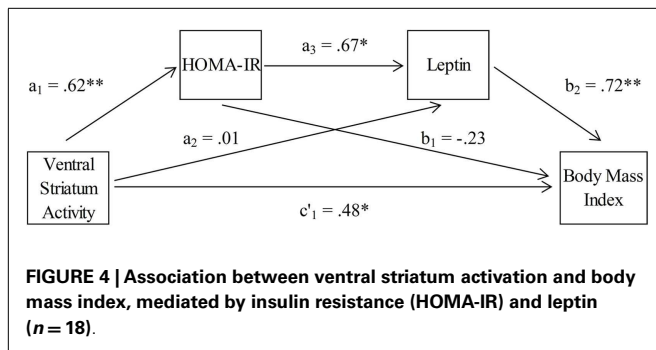 a₃ = .67*
HOMA-IR
Leptin
a₁ = .62**
b₂ = .72**
a₂ = .01
b₁ = -.23
Ventral
Striatum
Activity
Body Mass
Index
c'₁ = .48*
FIGURE 4 | Association between ventral striatum activation and body
mass index, mediated by insulin resistance (HOMA-IR) and leptin
(n = 18).